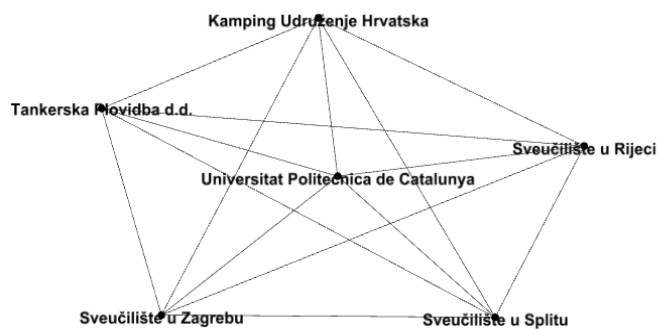 Kamping Udruženje Hrvatska
Tankerska Plovidba d.d.
Sveučilište u Rijeci
Universitat Politecnica de Catalunya
Sveučilište u Zagrebu
Sveučilište u Splitu